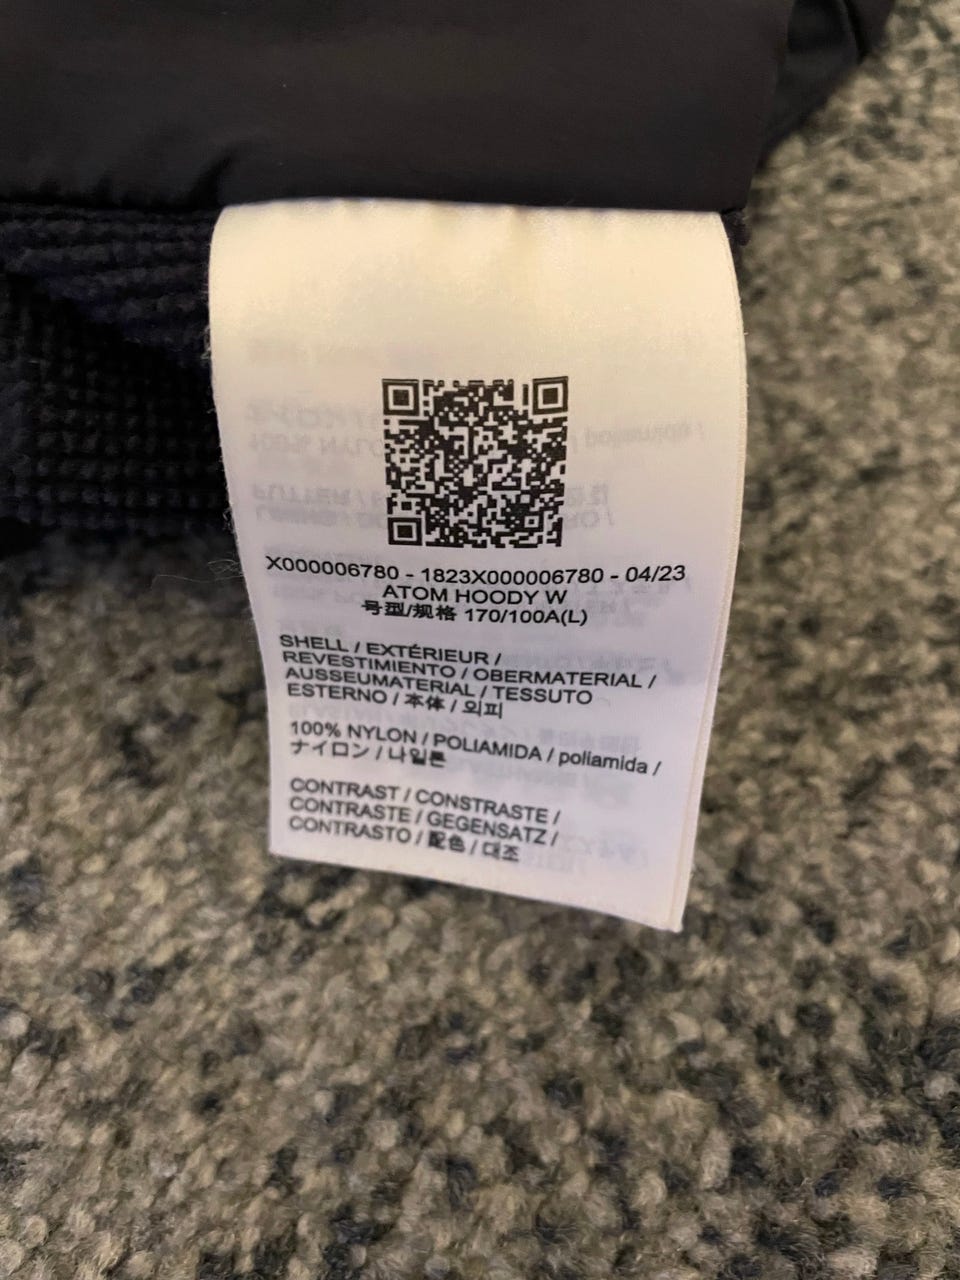 X000006780 - 1823X000006780 - 04/23
ATOM HOODY W
号型/规格 170/100A(L)
SHELL / EXTÉRIEUR /
REVESTIMIENTO / OBERMATERIAL /
AUSSEUMATERIAL / TESSUTO
ESTERNO / 本体 / 외피
100% NYLON / POLIAMIDA / poliamida /
ナイロン / 나일론
CONTRAST / CONSTRASTE /
CONTRASTE / GEGENSATZ /
CONTRASTO / 配色 / 대조